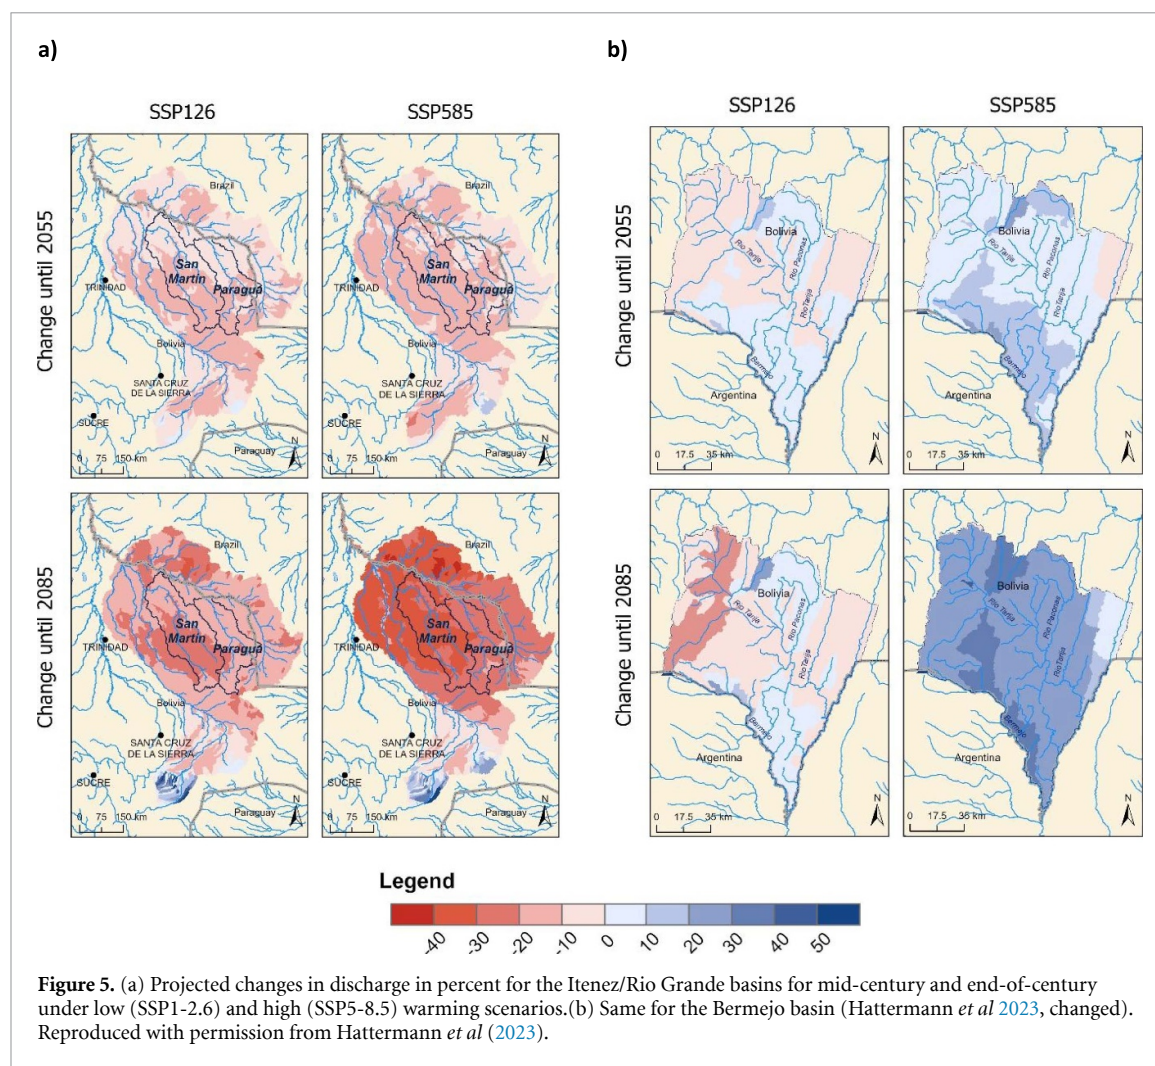 a)
b)
SSP126
SSP585
SSP126
SSP585
Change until 2055
Brazil
San
Martín
Paraguá
TRINIDAD
Bolivia
SANTA CRUZ
DE LA SIERRA
SUCRE
Paraguay
N
0 75 150 km
Brazil
San
Martín
Paraguá
TRINIDAD
Bolivia
SANTA CRUZ
DE LA SIERRA
SUCRE
Paraguay
N
0 75 150 km
Change until 2055
Bolivia
Rio Tarija
Rio Paconas
Rio Tarija
Bermejo
Argentina
N
0 17.5 35 km
Bolivia
Rio Tarija
Rio Paconas
Rio Tarija
Bermejo
Argentina
N
0 17.5 35 km
Change until 2085
Brazil
San
Martín
Paraguá
TRINIDAD
Bolivia
SANTA CRUZ
DE LA SIERRA
SUCRE
Paraguay
N
0 75 150 km
Brazil
San
Martín
Paraguá
TRINIDAD
Bolivia
SANTA CRUZ
DE LA SIERRA
SUCRE
Paraguay
N
0 75 150 km
Change until 2085
Bolivia
Rio Tarija
Rio Paconas
Rio Tarija
Bermejo
Argentina
N
0 17.5 35 km
Bolivia
Rio Tarija
Rio Paconas
Rio Tarija
Bermejo
Argentina
N
0 17.5 35 km
Legend
-40 -30 -20 -10 0 10 20 30 40 50
Figure 5. (a) Projected changes in discharge in percent for the Itenez/Rio Grande basins for mid-century and end-of-century
under low (SSP1-2.6) and high (SSP5-8.5) warming scenarios.(b) Same for the Bermejo basin (Hattermann et al 2023, changed).
Reproduced with permission from Hattermann et al (2023).